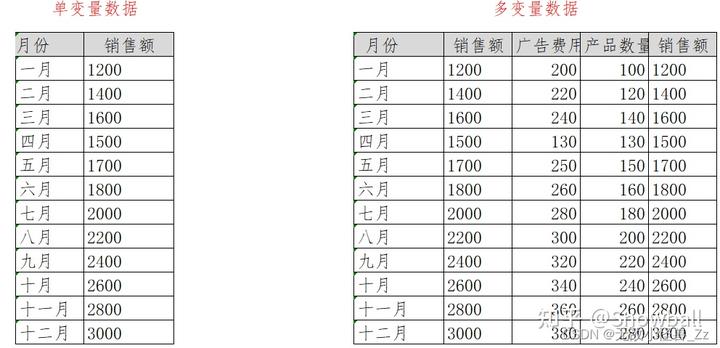 单变量数据
月份 销售额
一月 1200
二月 1400
三月 1600
四月 1500
五月 1700
六月 1800
七月 2000
八月 2200
九月 2400
十月 2600
十一月 2800
十二月 3000
多变量数据
月份 销售额 广告费用 产品数量 销售额
一月 1200 200 100 1200
二月 1400 220 120 1400
三月 1600 240 140 1600
四月 1500 130 130 1500
五月 1700 250 150 1700
六月 1800 260 160 1800
七月 2000 280 180 2000
八月 2200 300 200 2200
九月 2400 320 220 2400
十月 2600 340 240 2600
十一月 2800 360 260 2800
十二月 3000 380 280 3000
知乎 @Snowball
CSDN